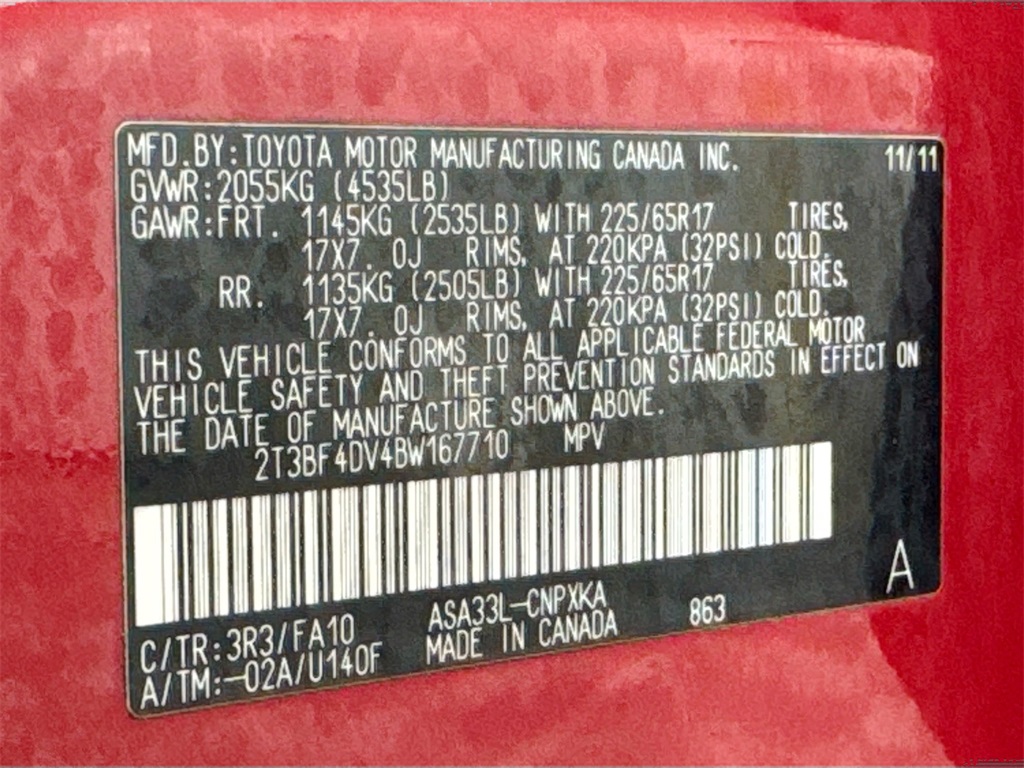 MFD.BY:TOYOTA MOTOR MANUFACTURING CANADA INC. 11/11
GVWR:2055KG (4535LB)
GAWR:FRT. 1145KG (2535LB) WITH 225/65R17 TIRES,
17X7. 0J RIMS, AT 220KPA (32PSI) COLD.
RR. 1135KG (2505LB) WITH 225/65R17 TIRES,
17X7. 0J RIMS, AT 220KPA (32PSI) COLD.
THIS VEHICLE CONFORMS TO ALL APPLICABLE FEDERAL MOTOR
VEHICLE SAFETY AND THEFT PREVENTION STANDARDS IN EFFECT ON
THE DATE OF MANUFACTURE SHOWN ABOVE.
2T3BF4DV4BW167710 MPV
A
C/TR:3R3/FA10 ASA33L-CNPXKA 863
A/TM:-02A/U140F MADE IN CANADA